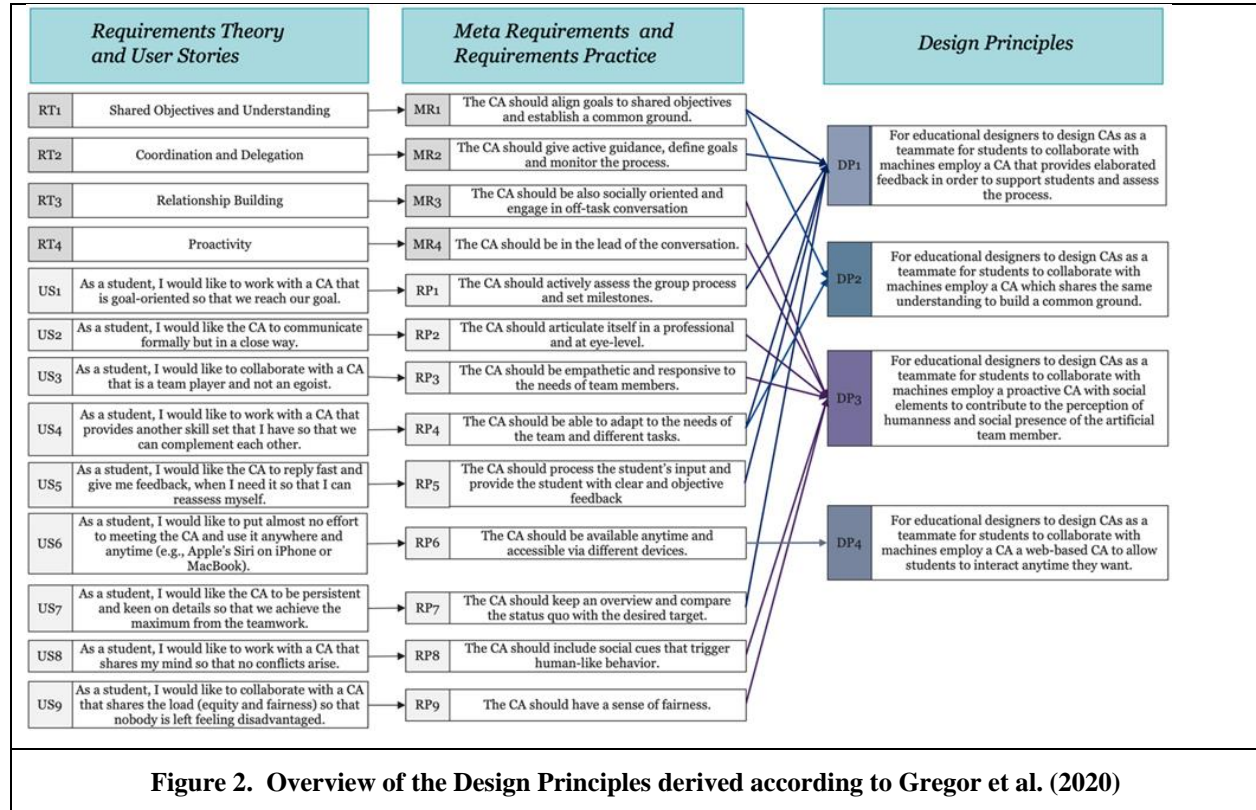 Requirements Theory
and User Stories
Meta Requirements and
Requirements Practice
Design Principles
RT1
Shared Objectives and Understanding
MR1
The CA should align goals to shared objectives
and establish a common ground.
RT2
Coordination and Delegation
MR2
The CA should give active guidance, define goals
and monitor the process.
RT3
Relationship Building
MR3
The CA should be also socially oriented and
engage in off-task conversation
RT4
Proactivity
MR4
The CA should be in the lead of the conversation.
US1
As a student, I would like to work with a CA that
is goal-oriented so that we reach our goal.
RP1
The CA should actively assess the group process
and set milestones.
US2
As a student, I would like the CA to communicate
formally but in a close way.
RP2
The CA should articulate itself in a professional
and at eye-level.
US3
As a student, I would like to collaborate with a CA
that is a team player and not an egoist.
RP3
The CA should be empathetic and responsive to
the needs of team members.
US4
As a student, I would like to work with a CA that
provides another skill set that I have so that we
can complement each other.
RP4
The CA should be able to adapt to the needs of
the team and different tasks.
US5
As a student, I would like the CA to reply fast and
give me feedback, when I need it so that I can
reassess myself.
RP5
The CA should process the student's input and
provide the student with clear and objective
feedback
US6
As a student, I would like to put almost no effort
to meeting the CA and use it anywhere and
anytime (e.g., Apple's Siri on iPhone or
MacBook).
RP6
The CA should be available anytime and
accessible via different devices.
US7
As a student, I would like the CA to be persistent
and keen on details so that we achieve the
maximum from the teamwork.
RP7
The CA should keep an overview and compare
the status quo with the desired target.
US8
As a student, I would like to work with a CA that
shares my mind so that no conflicts arise.
RP8
The CA should include social cues that trigger
human-like behavior.
US9
As a student, I would like to collaborate with a CA
that shares the load (equity and fairness) so that
nobody is left feeling disadvantaged.
RP9
The CA should have a sense of fairness.
DP1
For educational designers to design CAs as a
teammate for students to collaborate with
machines employ a CA that provides elaborated
feedback in order to support students and assess
the process.
DP2
For educational designers to design CAs as a
teammate for students to collaborate with
machines employ a CA which shares the same
understanding to build a common ground.
DP3
For educational designers to design CAs as a
teammate for students to collaborate with
machines employ a proactive CA with social
elements to contribute to the perception of
humanness and social presence of the artificial
team member.
DP4
For educational designers to design CAs as a
teammate for students to collaborate with
machines employ a CA a web-based CA to allow
students to interact anytime they want.
Figure 2. Overview of the Design Principles derived according to Gregor et al. (2020)